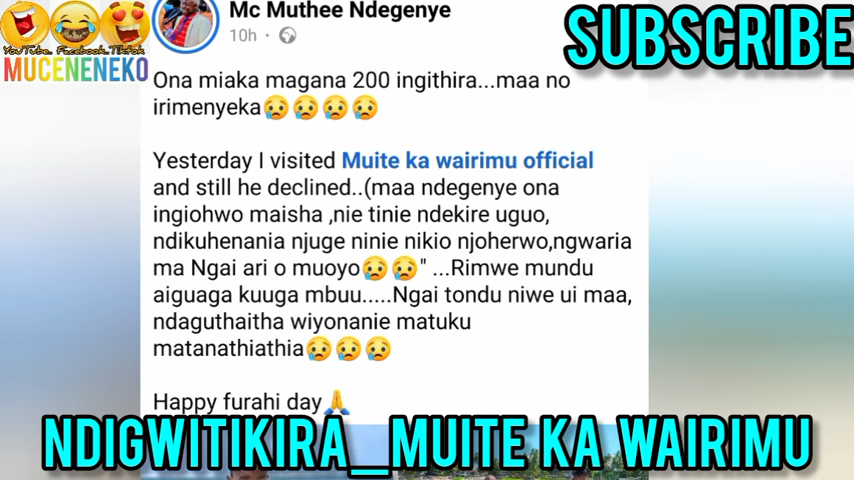 Mc Muthee Ndegenye
SUBSCRIBE
10h
YouTube Facebook Tiktok
MUCENENEKO
Ona miaka magana 200 ingithira...maa no
irimenyeka😢😢😢😢
Yesterday I visited Muite ka wairimu official
and still he declined..(maa ndegenye ona
ingiohwo maisha ,nie tinie ndekire uguo,
ndikuhenania njuge ninie nikio njoherwo,ngwaria
ma Ngai ari o muoyo😢😢" ...Rimwe mundu
aiguaga kuuga mbuu.....Ngai tondu niwe ui maa,
ndaguthaitha wiyonanie matuku
matanathiathia😢😢😢
Happy furahi day🙏
NDIGWITIKIRA_MUITE KA WAIRIMU